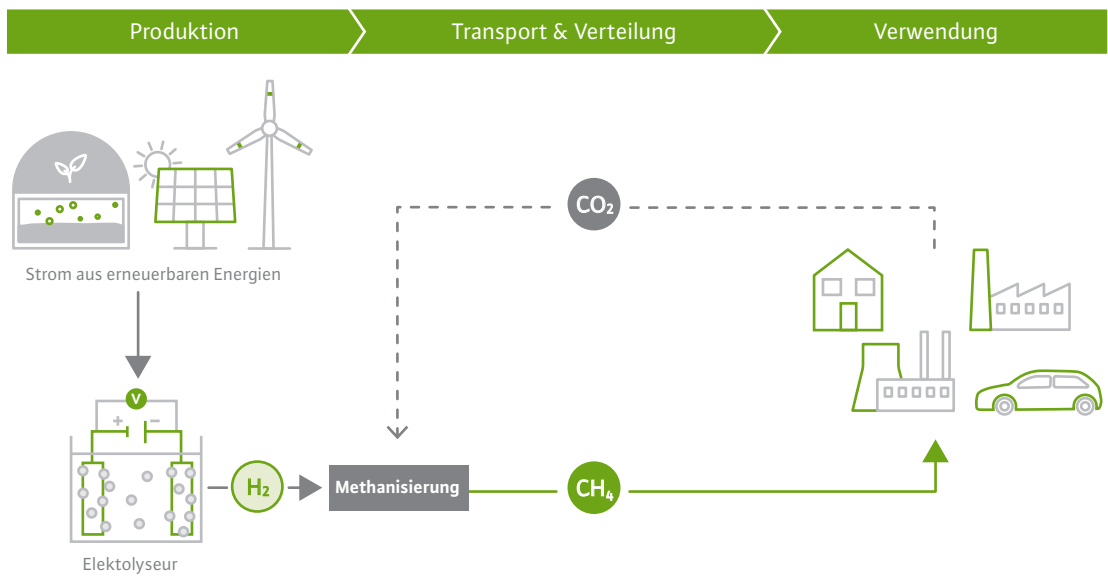 Produktion
Transport & Verteilung
Verwendung
CO₂
Strom aus erneuerbaren Energien
V
+ −
H₂
Methanisierung
CH₄
Elektolyseur